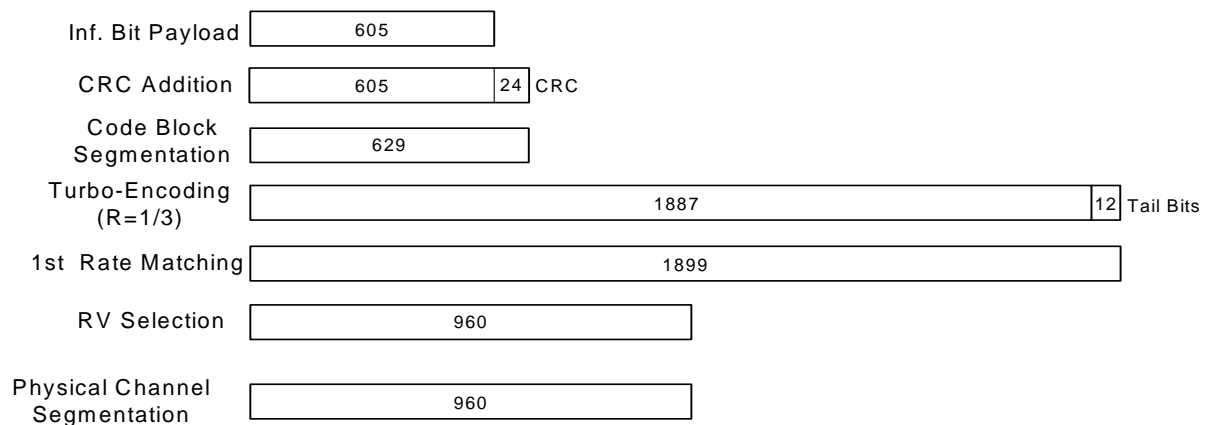 Inf. Bit Payload 605
CRC Addition 605 24 CRC
Code Block
Segmentation 629
Turbo-Encoding
(R=1/3) 1887 12 Tail Bits
1st Rate Matching 1899
RV Selection 960
Physical Channel
Segmentation 960